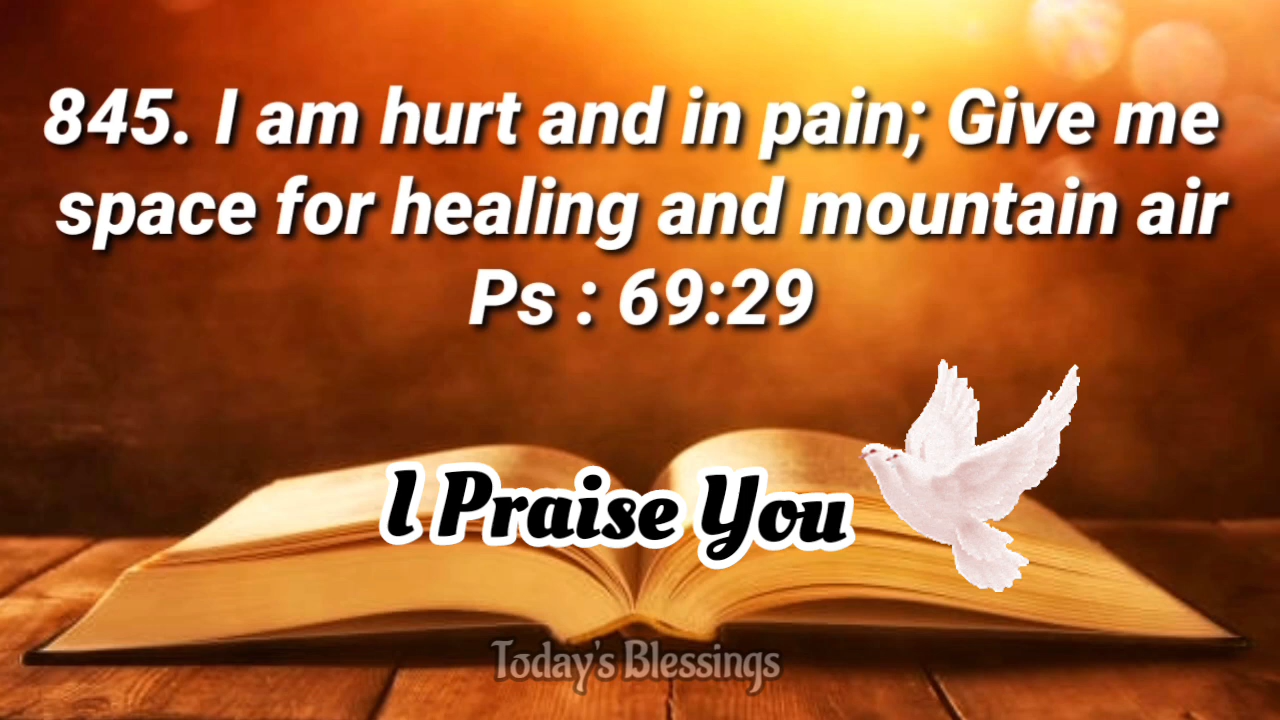 845. I am hurt and in pain; Give me
space for healing and mountain air
Ps : 69:29
I Praise You
Today's Blessings